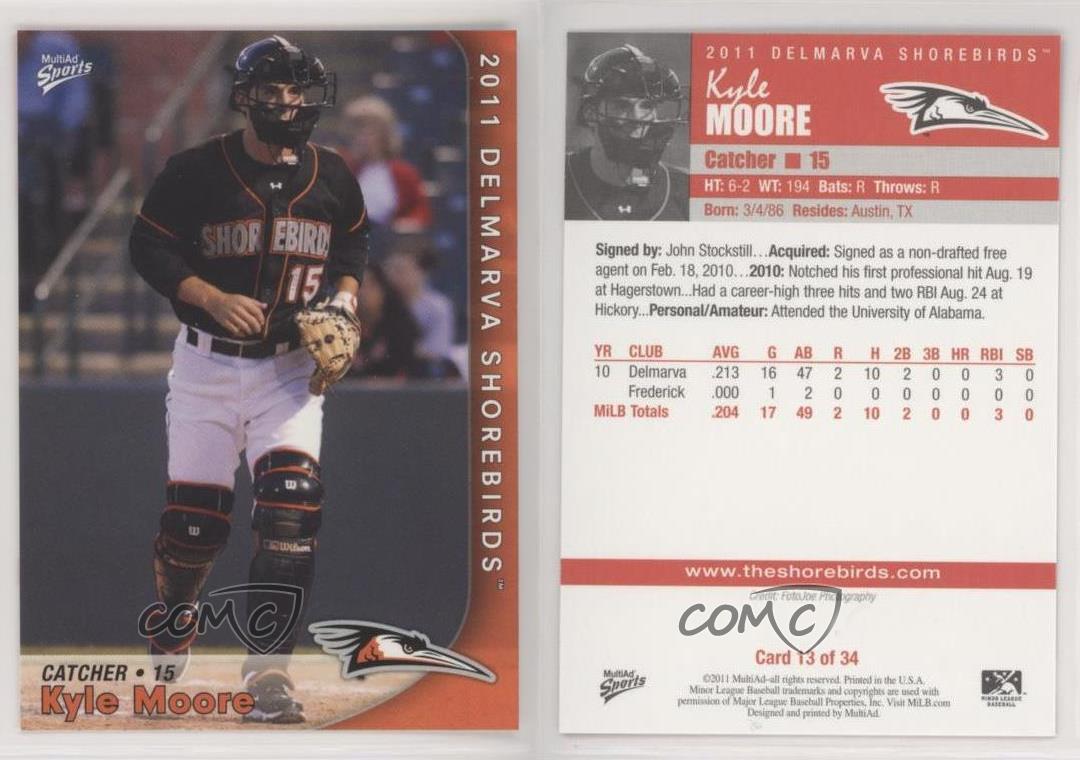 MultiAd
Sports
2011 DELMARVA SHOREBIRDS™
SHOREBIRDS
15
Wilson
COMC
CATCHER • 15
Kyle Moore
2011 DELMARVA SHOREBIRDS™
Kyle
MOORE
Catcher ■ 15
HT: 6-2 WT: 194 Bats: R Throws: R
Born: 3/4/86 Resides: Austin, TX
Signed by: John Stockstill...Acquired: Signed as a non-drafted free
agent on Feb. 18, 2010...2010: Notched his first professional hit Aug. 19
at Hagerstown...Had a career-high three hits and two RBI Aug. 24 at
Hickory...Personal/Amateur: Attended the University of Alabama.
YR CLUB AVG G AB R H 2B 3B HR RBI SB
10 Delmarva .213 16 47 2 10 2 0 0 3 0
Frederick .000 1 2 0 0 0 0 0 0 0
MiLB Totals .204 17 49 2 10 2 0 0 3 0
www.theshorebirds.com
Credit: FotoJoe Photography
COMC
Card 13 of 34
MultiAd
Sports
©2011 MultiAd–all rights reserved. Printed in the U.S.A.
Minor League Baseball trademarks and copyrights are used with
permission of Major League Baseball Properties, Inc. Visit MiLB.com
Designed and printed by MultiAd.
MINOR LEAGUE
BASEBALL